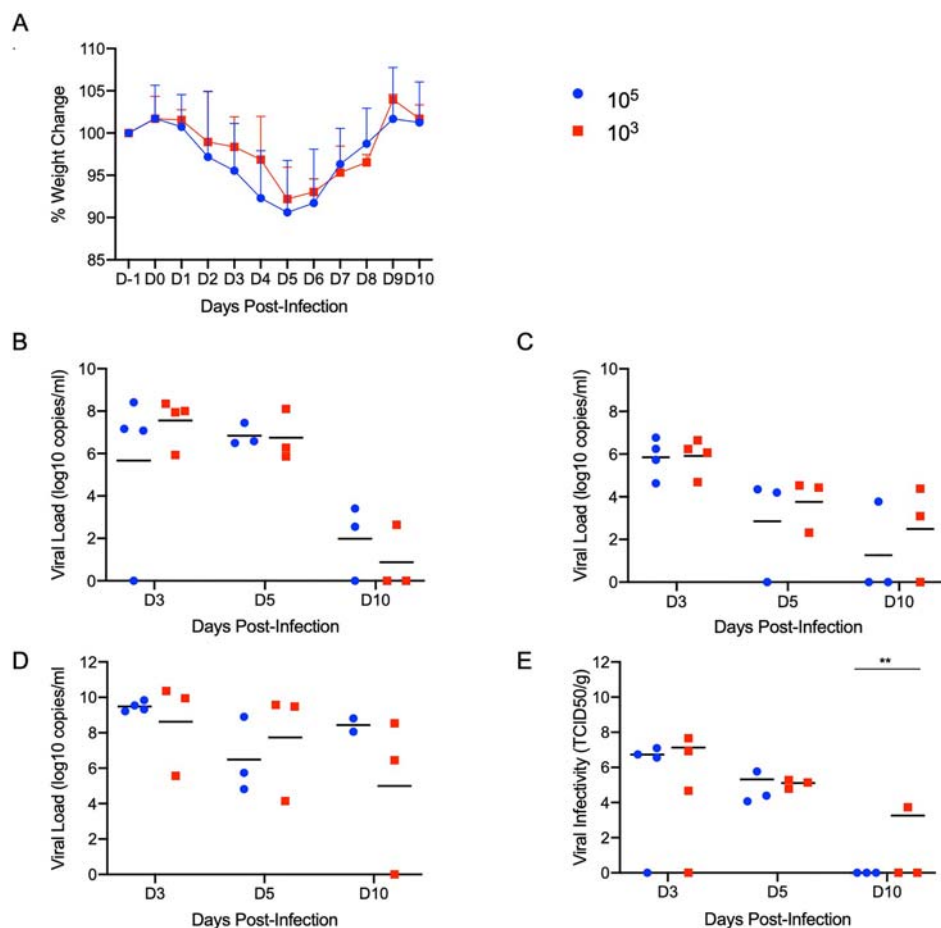 A
110
105
100
95
90
85
% Weight Change
D-1 D0 D1 D2 D3 D4 D5 D6 D7 D8 D9 D10
Days Post-Infection
10⁵
10³
B
10
8
6
4
2
0
Viral Load (log10 copies/ml)
D3 D5 D10
Days Post-Infection
C
10
8
6
4
2
0
Viral Load (log10 copies/ml)
D3 D5 D10
Days Post-Infection
D
12
10
8
6
4
2
0
Viral Load (log10 copies/ml
D3 D5 D10
Days Post-Infection
E
12
10
8
6
4
2
0
Viral Infectivity (TCID50/g)
**
D3 D5 D10
Days Post-Infection